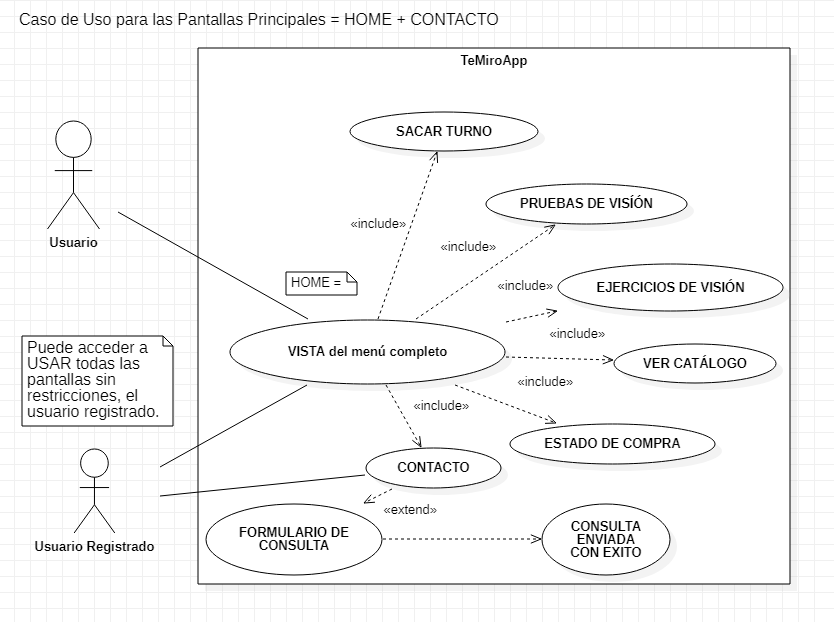 Caso de Uso para las Pantallas Principales = HOME + CONTACTO
TeMiroApp
SACAR TURNO
PRUEBAS DE VISÍÓN
Usuario
«include»
«include»
HOME =
«include»
EJERCICIOS DE VISIÓN
«include»
Puede acceder a
USAR todas las
pantallas sin
restricciones, el
usuario registrado.
VISTA del menú completo
VER CATÁLOGO
«include»
«include»
ESTADO DE COMPRA
CONTACTO
«extend»
Usuario Registrado
FORMULARIO DE
CONSULTA
CONSULTA
ENVIADA
CON EXITO